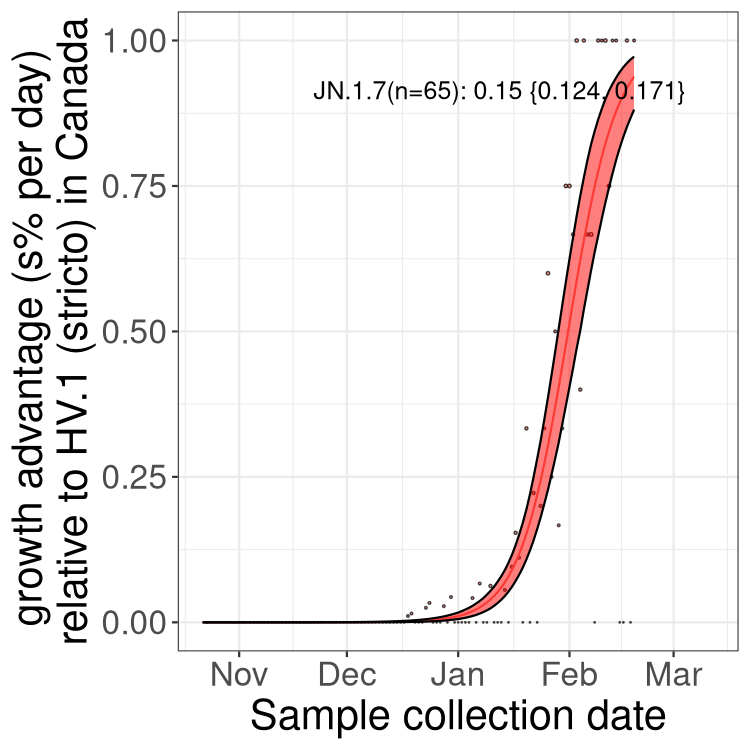 growth advantage (s% per day)
relative to HV.1 (stricto) in Canada
1.00
0.75
0.50
0.25
0.00
JN.1.7(n=65): 0.15 {0.124, 0.171}
Nov Dec Jan Feb Mar
Sample collection date